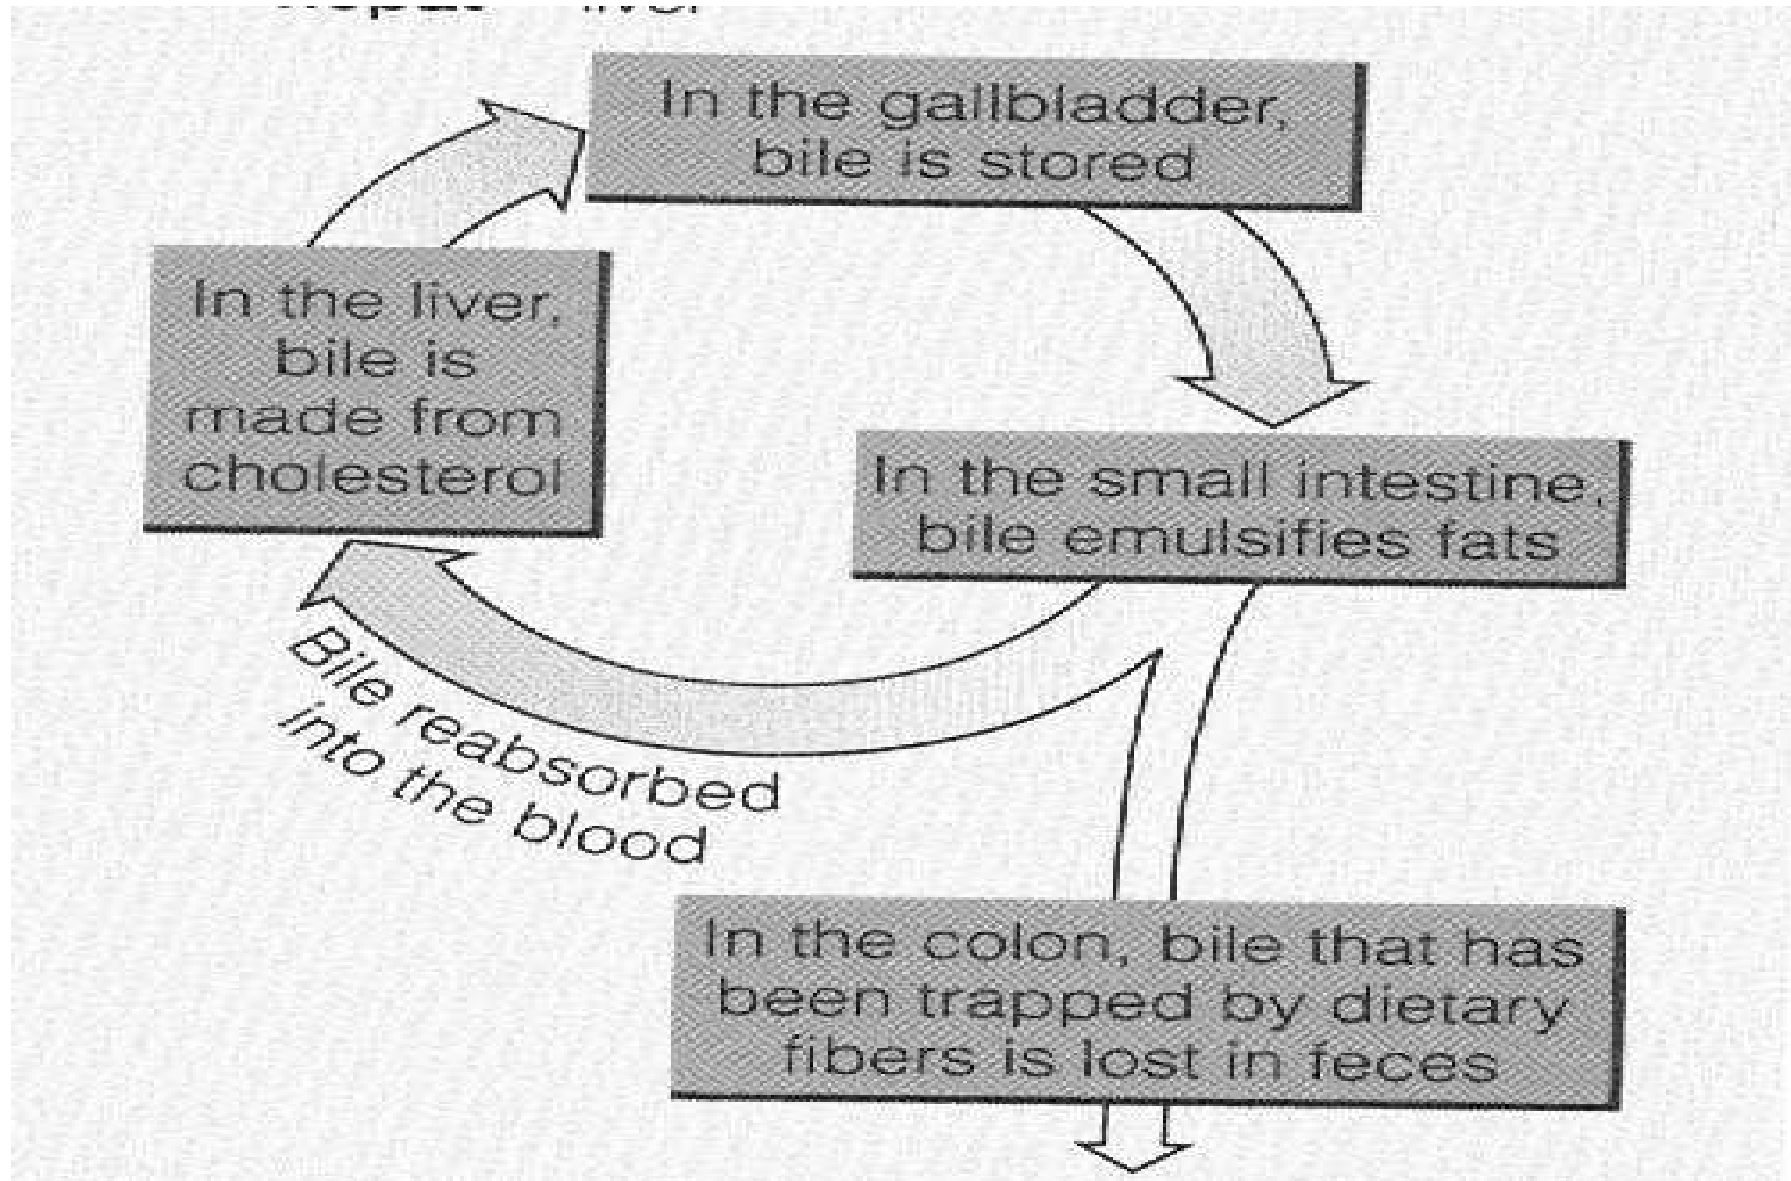 liver
In the gallbladder,
bile is stored
In the liver,
bile is
made from
cholesterol
In the small intestine,
bile emulsifies fats
Bile reabsorbed
into the blood
In the colon, bile that has
been trapped by dietary
fibers is lost in feces